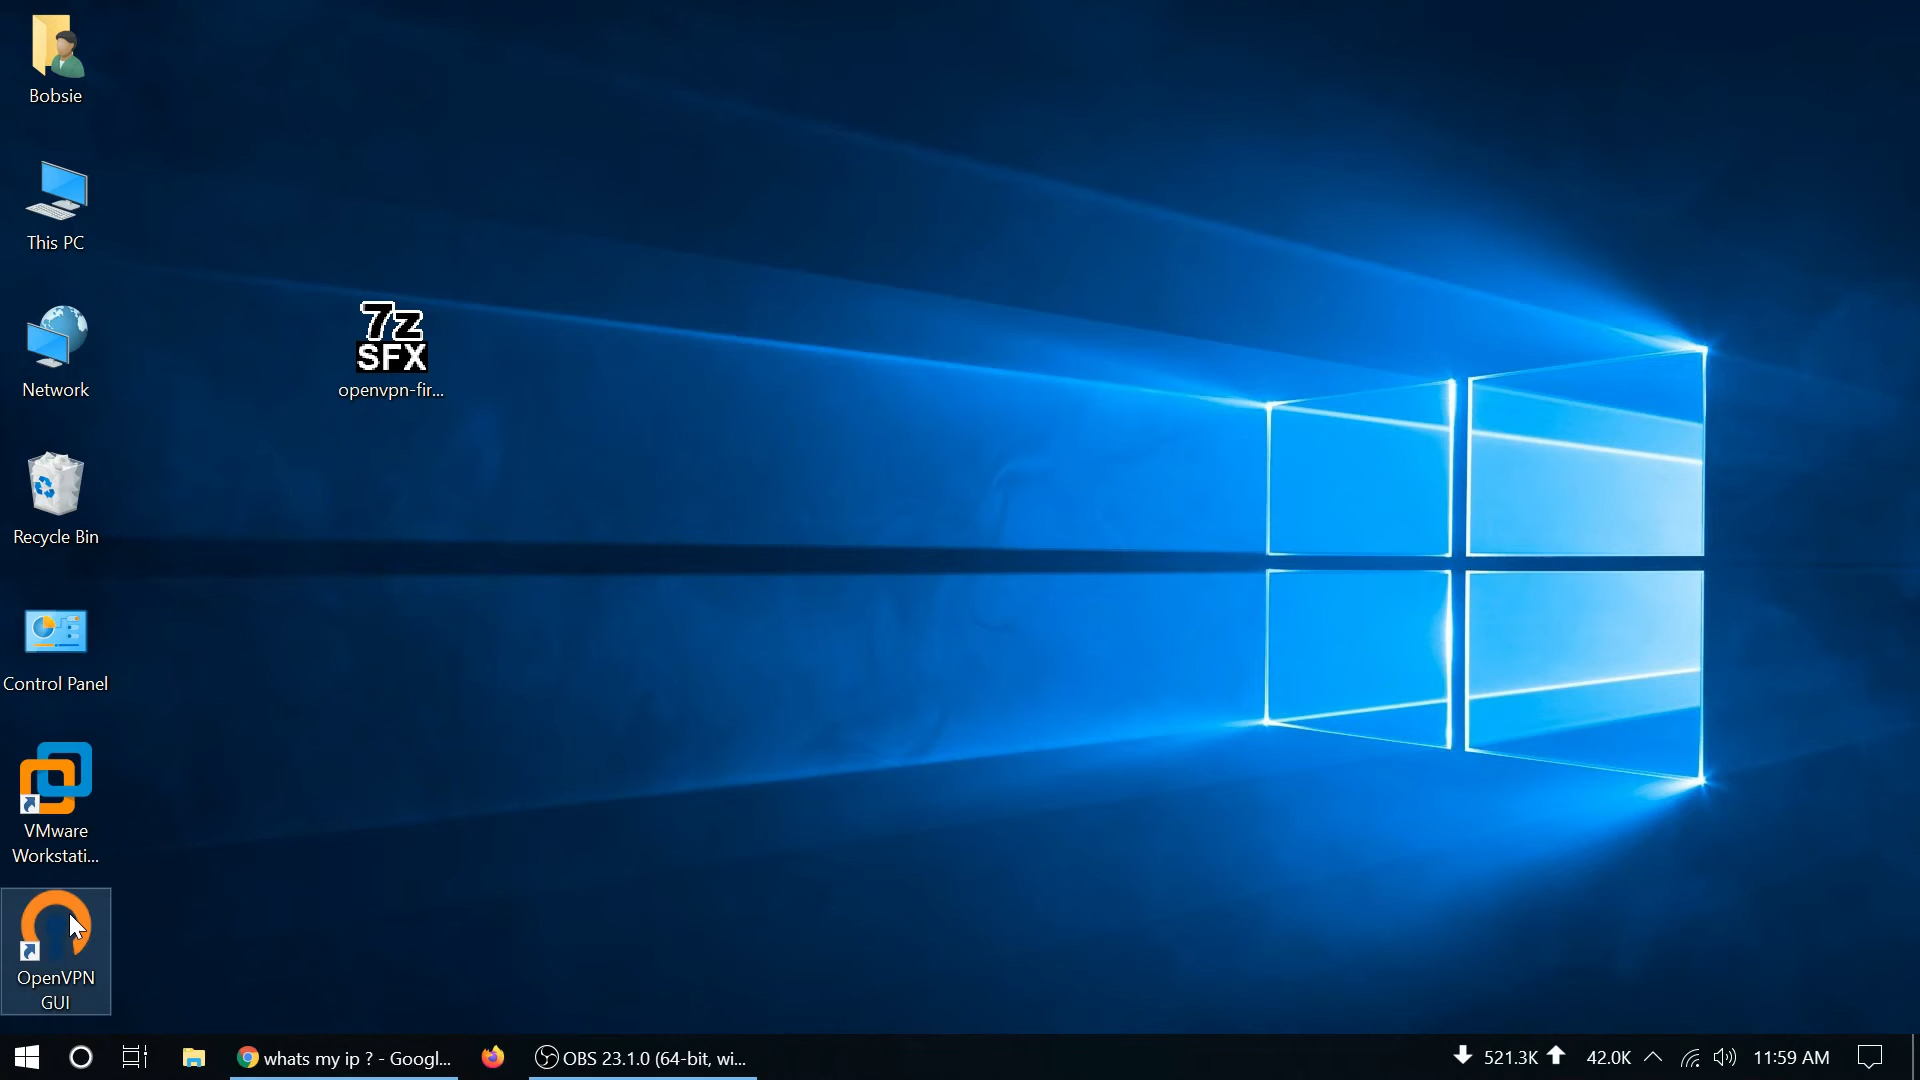 Bobsie
This PC
Network
Recycle Bin
Control Panel
VMware
Workstati...
OpenVPN
GUI
7z
SFX
openvpn-fir...
whats my ip ? - Googl...
OBS 23.1.0 (64-bit, wi...
521.3K
42.0K
11:59 AM